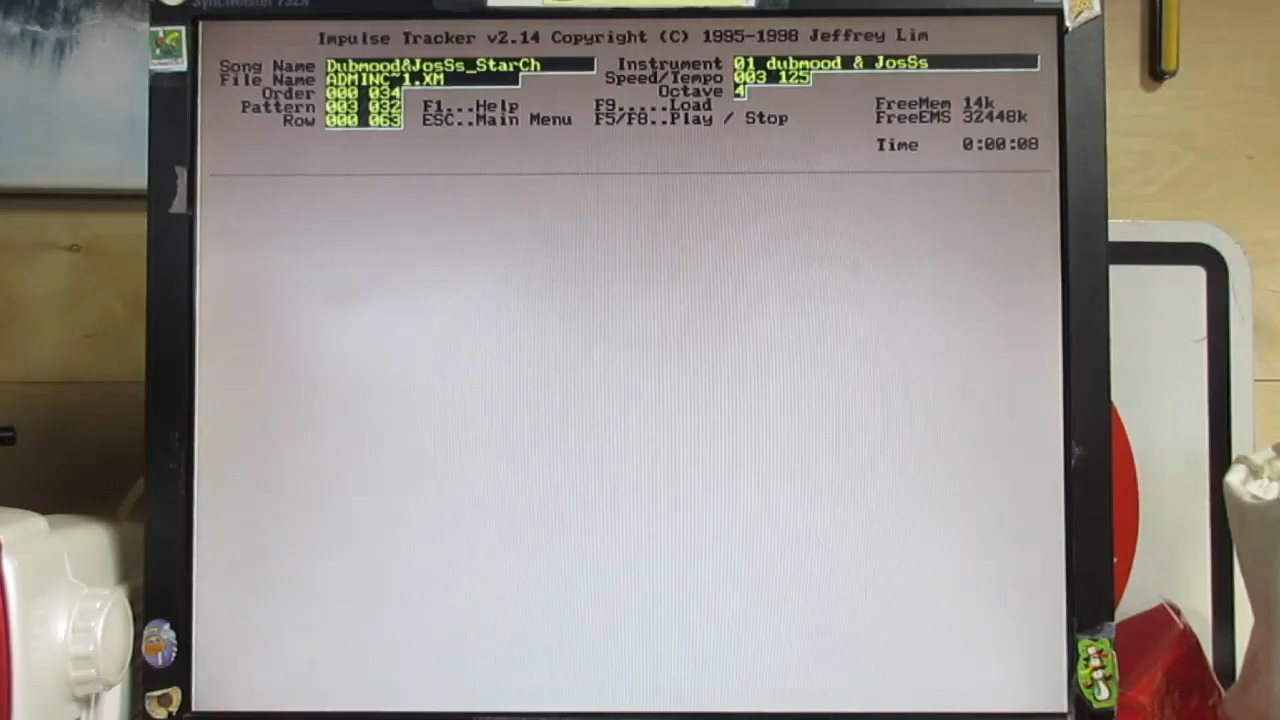 SyncMaster 732N
Impulse Tracker v2.14 Copyright (C) 1995-1998 Jeffrey Lim
Song Name Dubmood&JosSs_StarCh Instrument 01 dubmood & JosSs
File Name ADMINC~1.XM Speed/Tempo 003 125
Order 000 034 Octave 4
Pattern 003 032 F1...Help F9.....Load FreeMem 14k
Row 000 063 ESC..Main Menu F5/F8..Play / Stop FreeEMS 32448k
Time 0:00:08